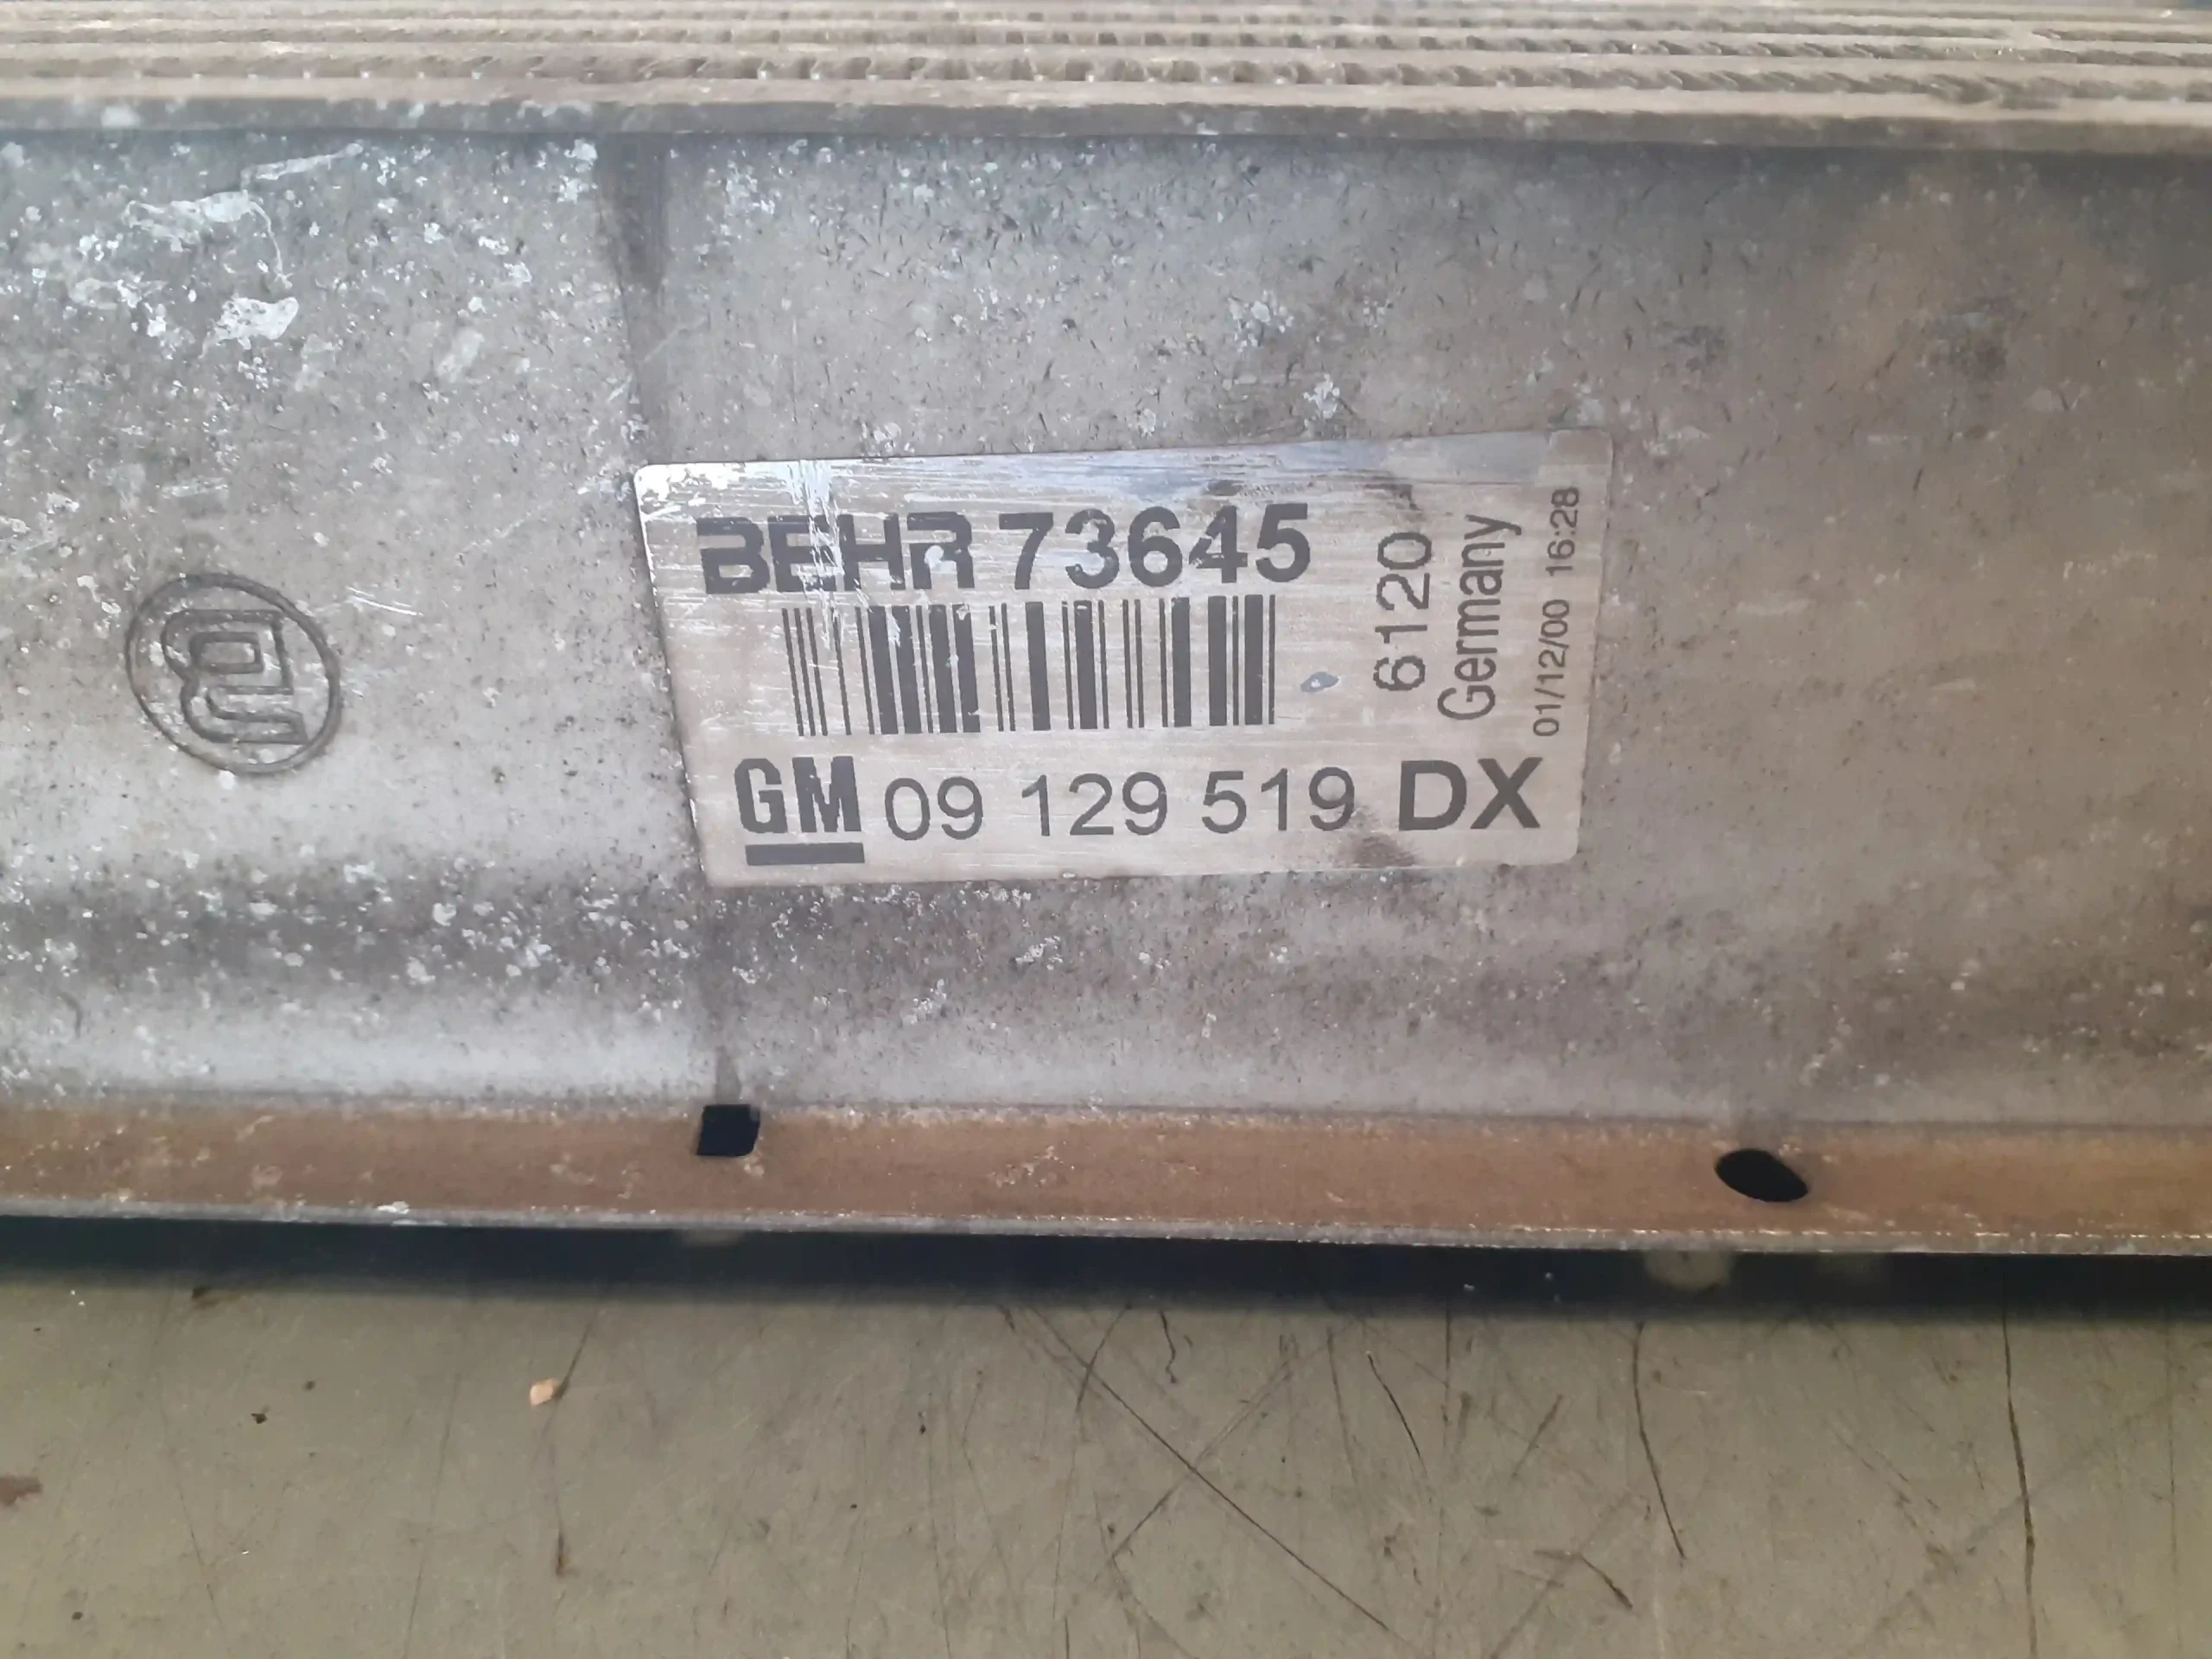 BEHR 73645
6120
Germany
01/12/00 16:28
GM 09 129 519 DX